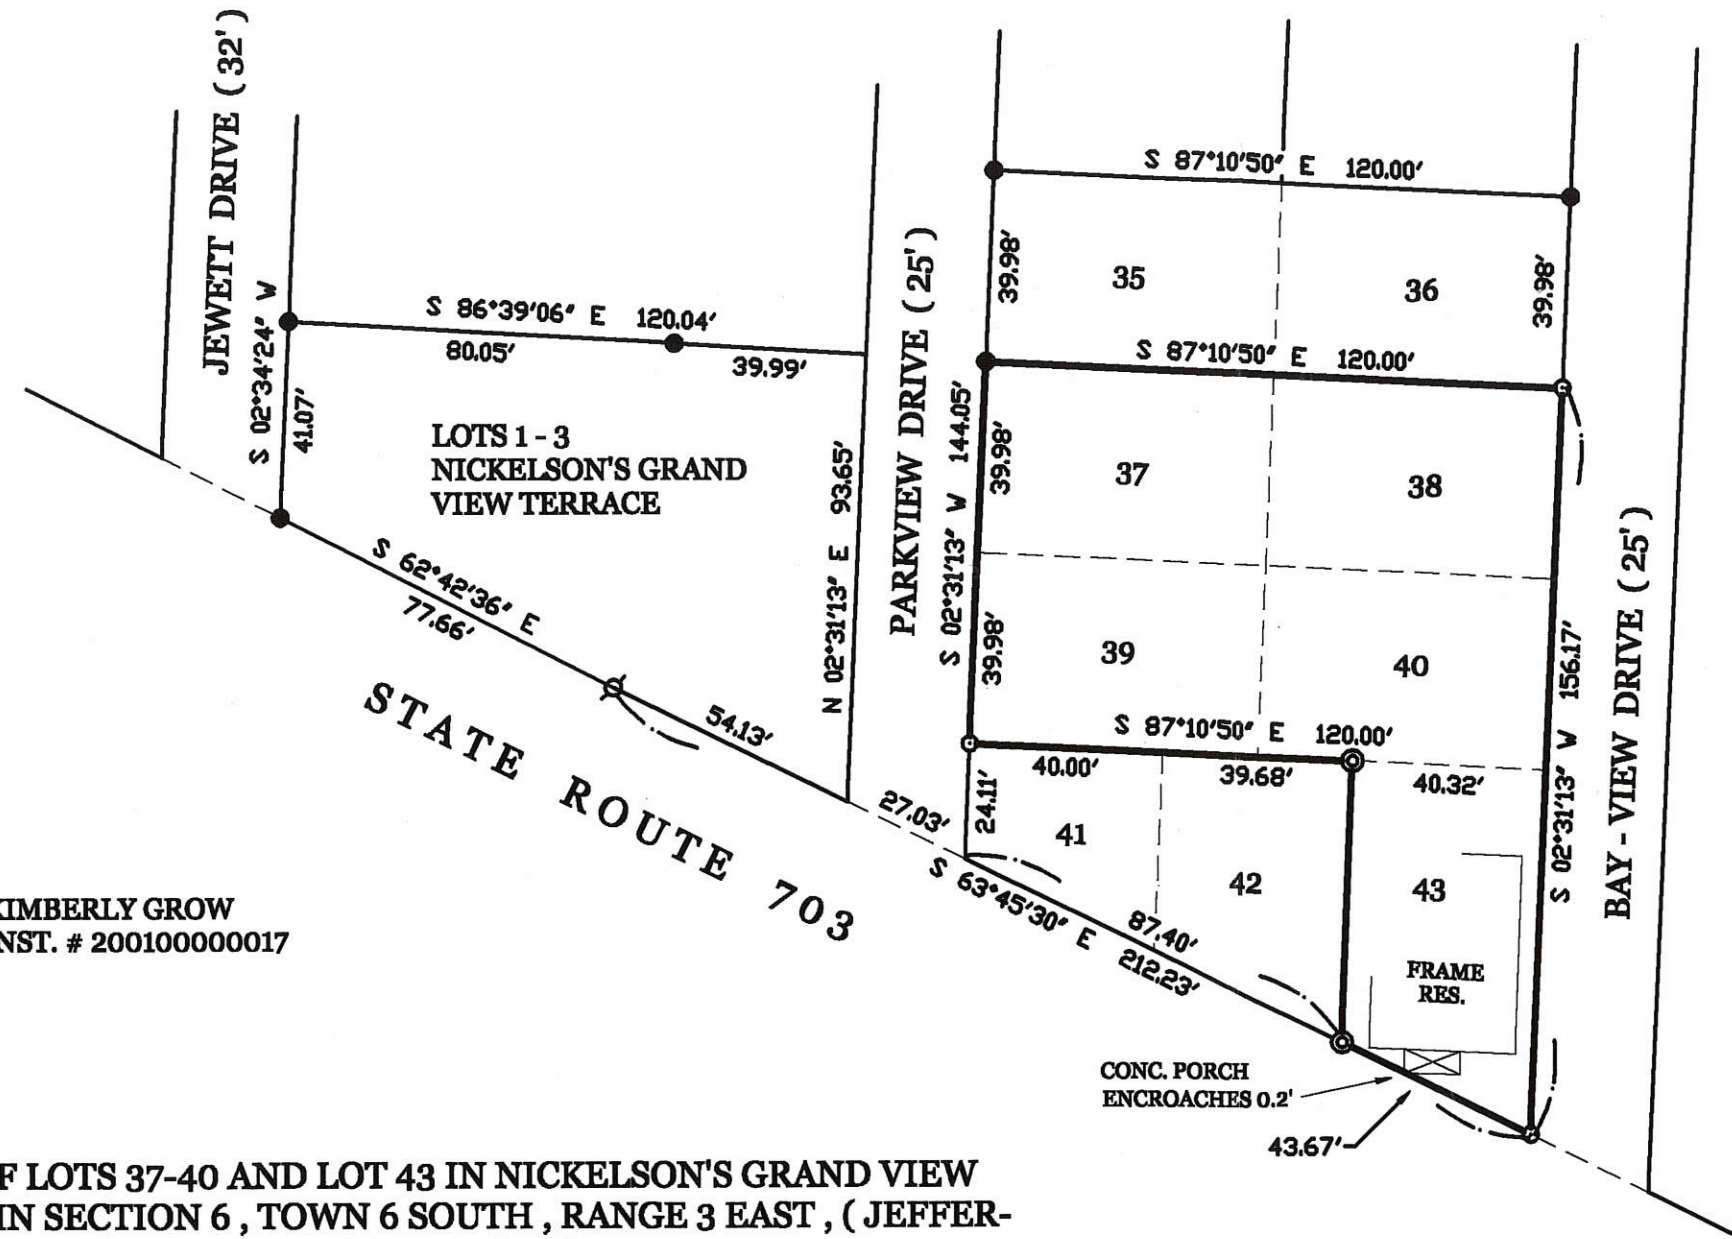 JEWETT DRIVE ( 32' )
S 87°10'50" E 120.00'
39.98'
35
36
39.98'
S 02°34'24" W
41.07'
S 86°39'06" E 120.04'
80.05'
39.99'
LOTS 1 - 3
NICKELSON'S GRAND
VIEW TERRACE
N 02°31'13" E 93.65'
PARKVIEW DRIVE ( 25' )
S 87°10'50" E 120.00'
S 02°31'13" W 144.05'
39.98'
37
38
39.98'
39
40
S 62°42'36" E
77.66'
54.13'
STATE ROUTE 703
S 87°10'50" E 120.00'
40.00'
39.68'
40.32'
S 02°31'13" W 156.17'
BAY - VIEW DRIVE ( 25' )
27.03'
24.11'
41
42
43
S 63°45'30" E
87.40'
212.23'
FRAME
RES.
CONC. PORCH
ENCROACHES 0.2'
43.67'
KIMBERLY GROW
NST. # 200100000017
F LOTS 37-40 AND LOT 43 IN NICKELSON'S GRAND VIEW
IN SECTION 6 , TOWN 6 SOUTH , RANGE 3 EAST , ( JEFFER-